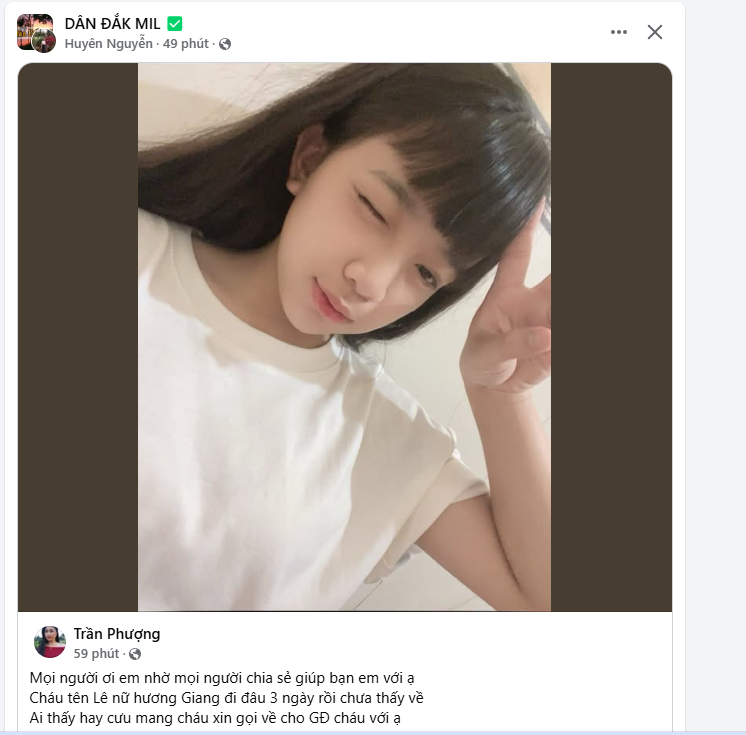 DÂN ĐẮK MIL
Huyên Nguyễn · 49 phút ·
Trần Phượng
59 phút ·
Mọi người ơi em nhờ mọi người chia sẻ giúp bạn em với ạ
Cháu tên Lê nữ hương Giang đi đâu 3 ngày rồi chưa thấy về
Ai thấy hay cưu mang cháu xin gọi về cho GĐ cháu với ạ